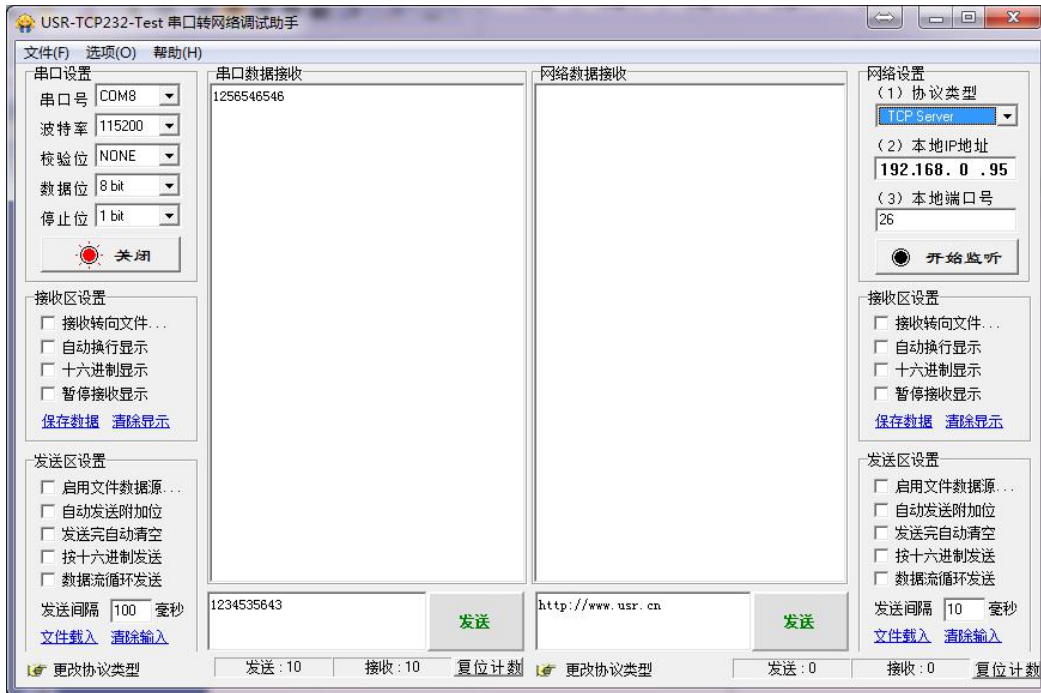 USR-TCP232-Test 串口转网络调试助手
文件(F) 选项(O) 帮助(H)
串口设置
串口号 COM8
波特率 115200
校验位 NONE
数据位 8 bit
停止位 1 bit
关闭
接收区设置
接收转向文件...
自动换行显示
十六进制显示
暂停接收显示
保存数据 清除显示
发送区设置
启用文件数据源...
自动发送附加位
发送完自动清空
按十六进制发送
数据流循环发送
发送间隔 100 毫秒
文件载入 清除输入
串口数据接收
1256546546
1234535643
发送
网络数据接收
http://www.usr.cn
发送
网络设置
(1) 协议类型
TCP Server
(2) 本地IP地址
192.168. 0 .95
(3) 本地端口号
26
开始监听
接收区设置
接收转向文件...
自动换行显示
十六进制显示
暂停接收显示
保存数据 清除显示
发送区设置
启用文件数据源...
自动发送附加位
发送完自动清空
按十六进制发送
数据流循环发送
发送间隔 10 毫秒
文件载入 清除输入
更改协议类型 发送:10 接收:10 复位计数 更改协议类型 发送:0 接收:0 复位计数